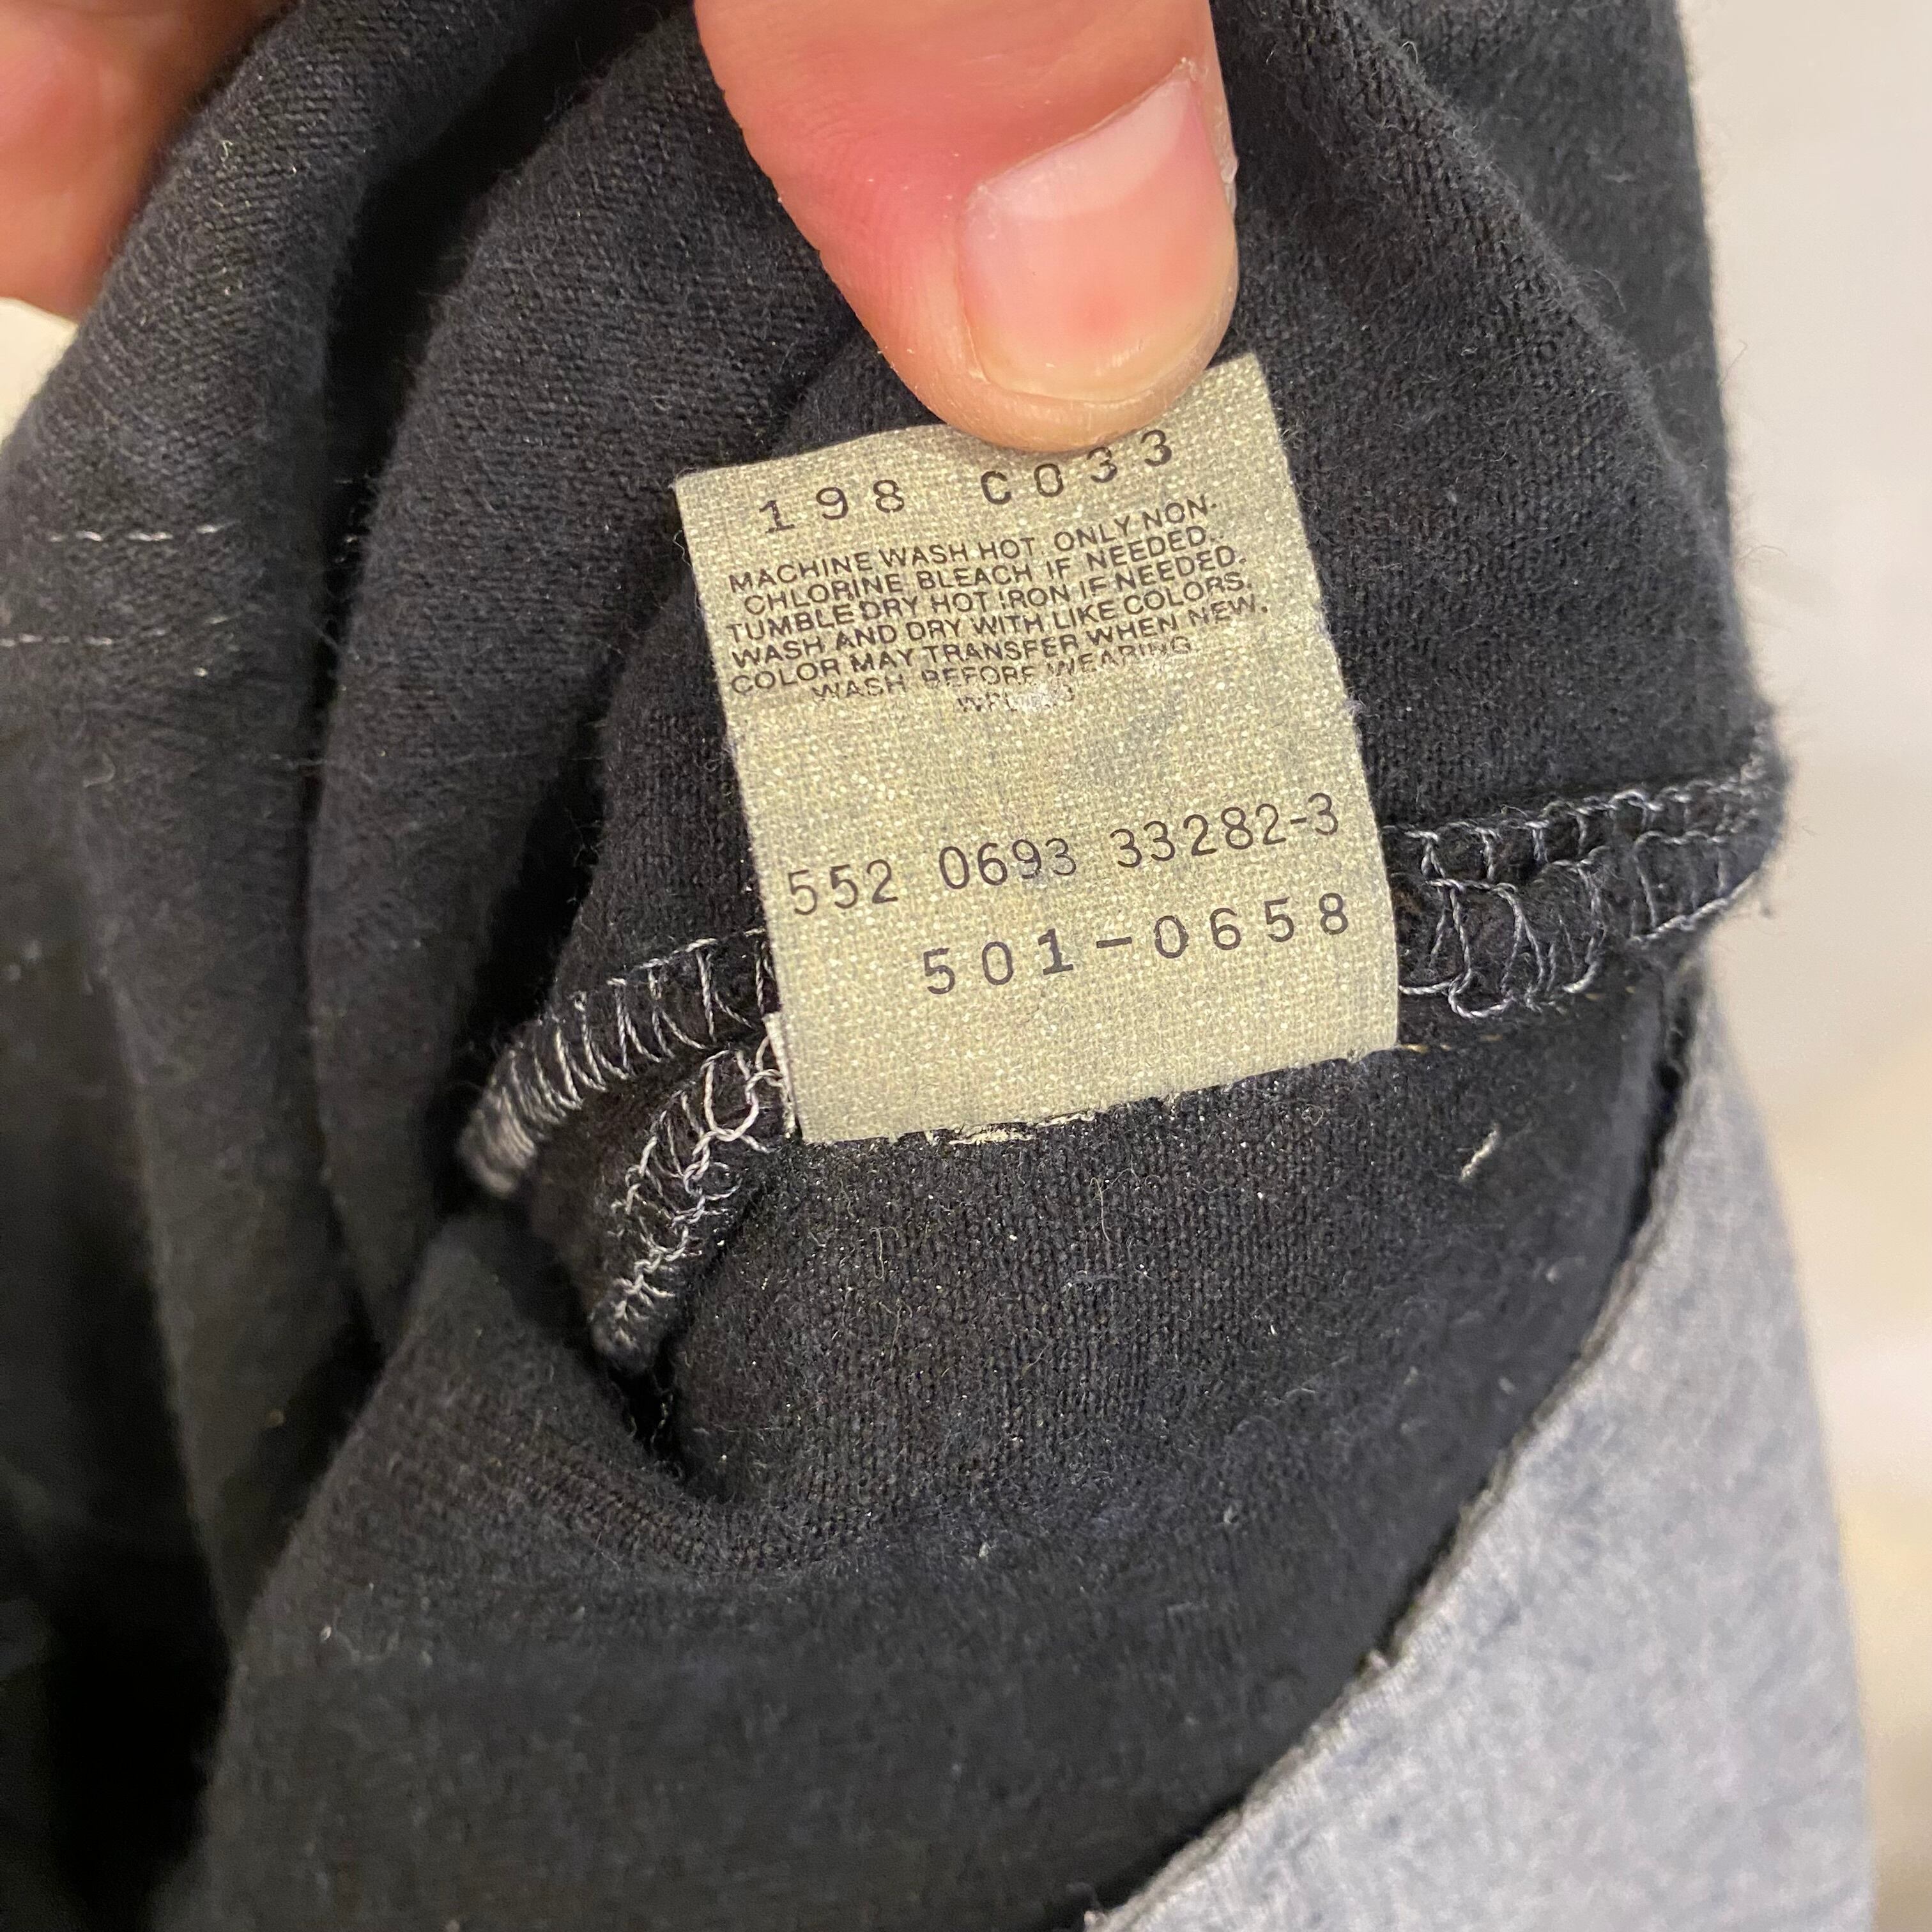 198 C033
MACHINE WASH HOT. ONLY NON-
CHLORINE BLEACH IF NEEDED.
TUMBLE DRY HOT IRON IF NEEDED.
WASH AND DRY WITH LIKE COLORS.
COLOR MAY TRANSFER WHEN NEW.
WASH BEFORE WEARING
552 0693 33282-3
501-0658